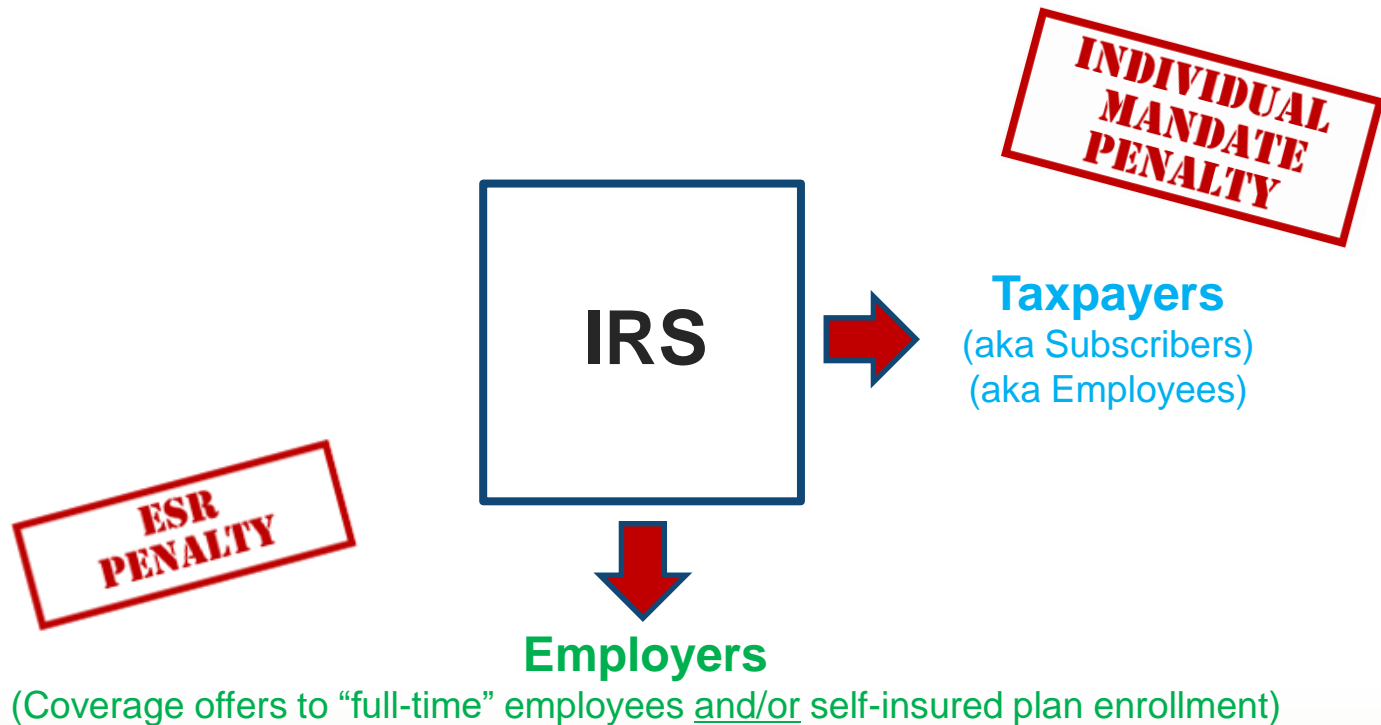 INDIVIDUAL
MANDATE
PENALTY
IRS
Taxpayers
(aka Subscribers)
(aka Employees)
ESR
PENALTY
Employers
(Coverage offers to “full-time” employees and/or self-insured plan enrollment)